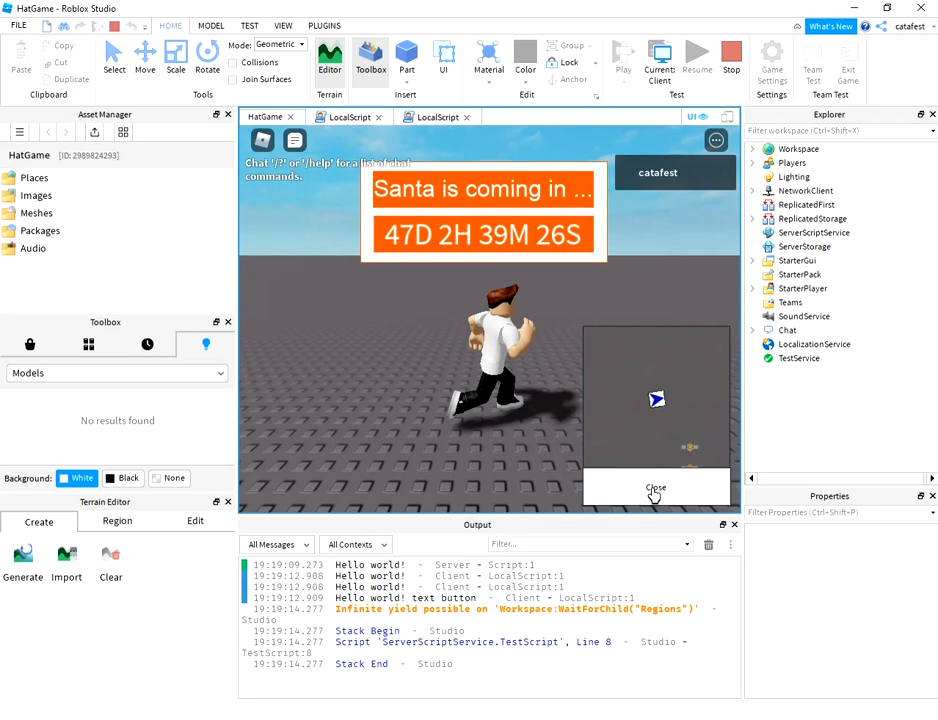 HatGame - Roblox Studio
FILE
HOME
MODEL
TEST
VIEW
PLUGINS
What's New
catafest
Paste
Copy
Cut
Duplicate
Clipboard
Select
Move
Scale
Rotate
Mode: Geometric
Collisions
Join Surfaces
Tools
Editor
Terrain
Toolbox
Part
UI
Insert
Material
Color
Group
Lock
Anchor
Edit
Play
Current:
Client
Resume
Stop
Test
Game
Settings
Settings
Team
Test
Exit
Game
Team Test
Asset Manager
HatGame [ID: 2989824293]
Places
Images
Meshes
Packages
Audio
Toolbox
Models
No results found
Background: White Black None
Terrain Editor
Create Region Edit
Generate Import Clear
HatGame LocalScript LocalScript
UI
Chat '/?' or '/help' for a list of chat
commands.
Santa is coming in ...
47D 2H 39M 26S
catafest
Close
Output
All Messages All Contexts Filter...
19:19:09.273 Hello world! - Server - Script:1
19:19:12.908 Hello world! - Client - LocalScript:1
19:19:12.908 Hello world! - Client - LocalScript:1
19:19:12.909 Hello world! text button - Client - LocalScript:1
19:19:14.277 Infinite yield possible on 'Workspace:WaitForChild("Regions")' -
Studio
19:19:14.277 Stack Begin - Studio
19:19:14.277 Script 'ServerScriptService.TestScript', Line 8 - Studio -
TestScript:8
19:19:14.277 Stack End - Studio
Explorer
Filter workspace (Ctrl+Shift+X)
Workspace
Players
Lighting
NetworkClient
ReplicatedFirst
ReplicatedStorage
ServerScriptService
ServerStorage
StarterGui
StarterPack
StarterPlayer
Teams
SoundService
Chat
LocalizationService
TestService
Properties
Filter Properties (Ctrl+Shift+P)